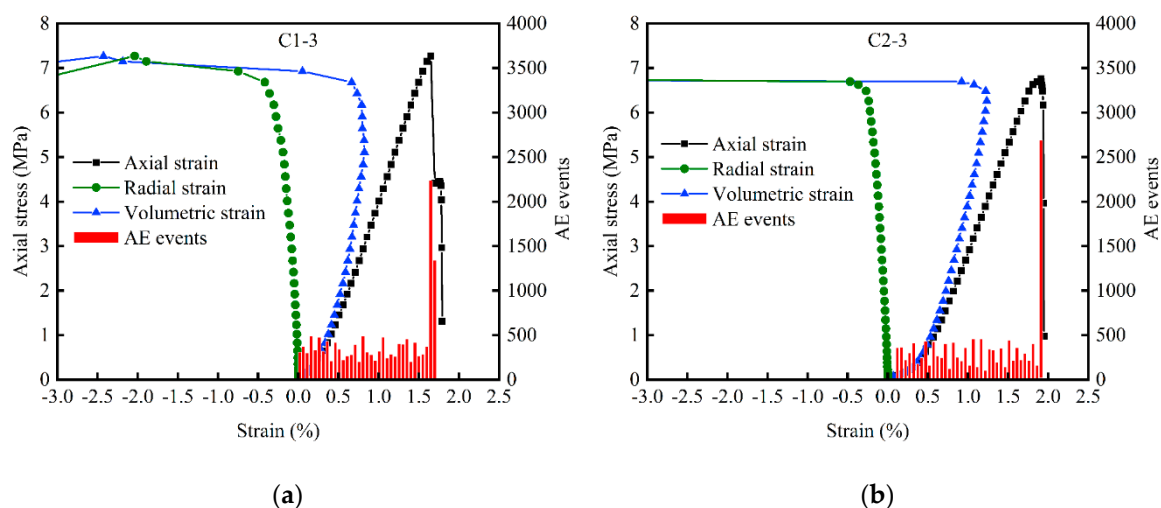 C1-3
Axial stress (MPa)
8
7
6
5
4
3
2
1
0
Axial strain
Radial strain
Volumetric strain
AE events
4000
3500
3000
2500
2000
1500
1000
500
0
AE events
-3.0 -2.5 -2.0 -1.5 -1.0 -0.5 0.0 0.5 1.0 1.5 2.0
Strain (%)
(a)
C2-3
Axial stress (MPa)
8
7
6
5
4
3
2
1
0
Axial strain
Radial strain
Volumetric strain
AE events
4000
3500
3000
2500
2000
1500
1000
500
0
AE events
-3.0 -2.5 -2.0 -1.5 -1.0 -0.5 0.0 0.5 1.0 1.5 2.0
Strain (%)
(b)